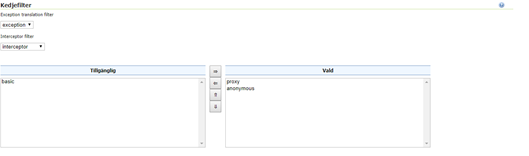 Kedjefilter
Exception translation filter
exception
Interceptor filter
interceptor
Tillgänglig
Vald
basic
proxy
anonymous